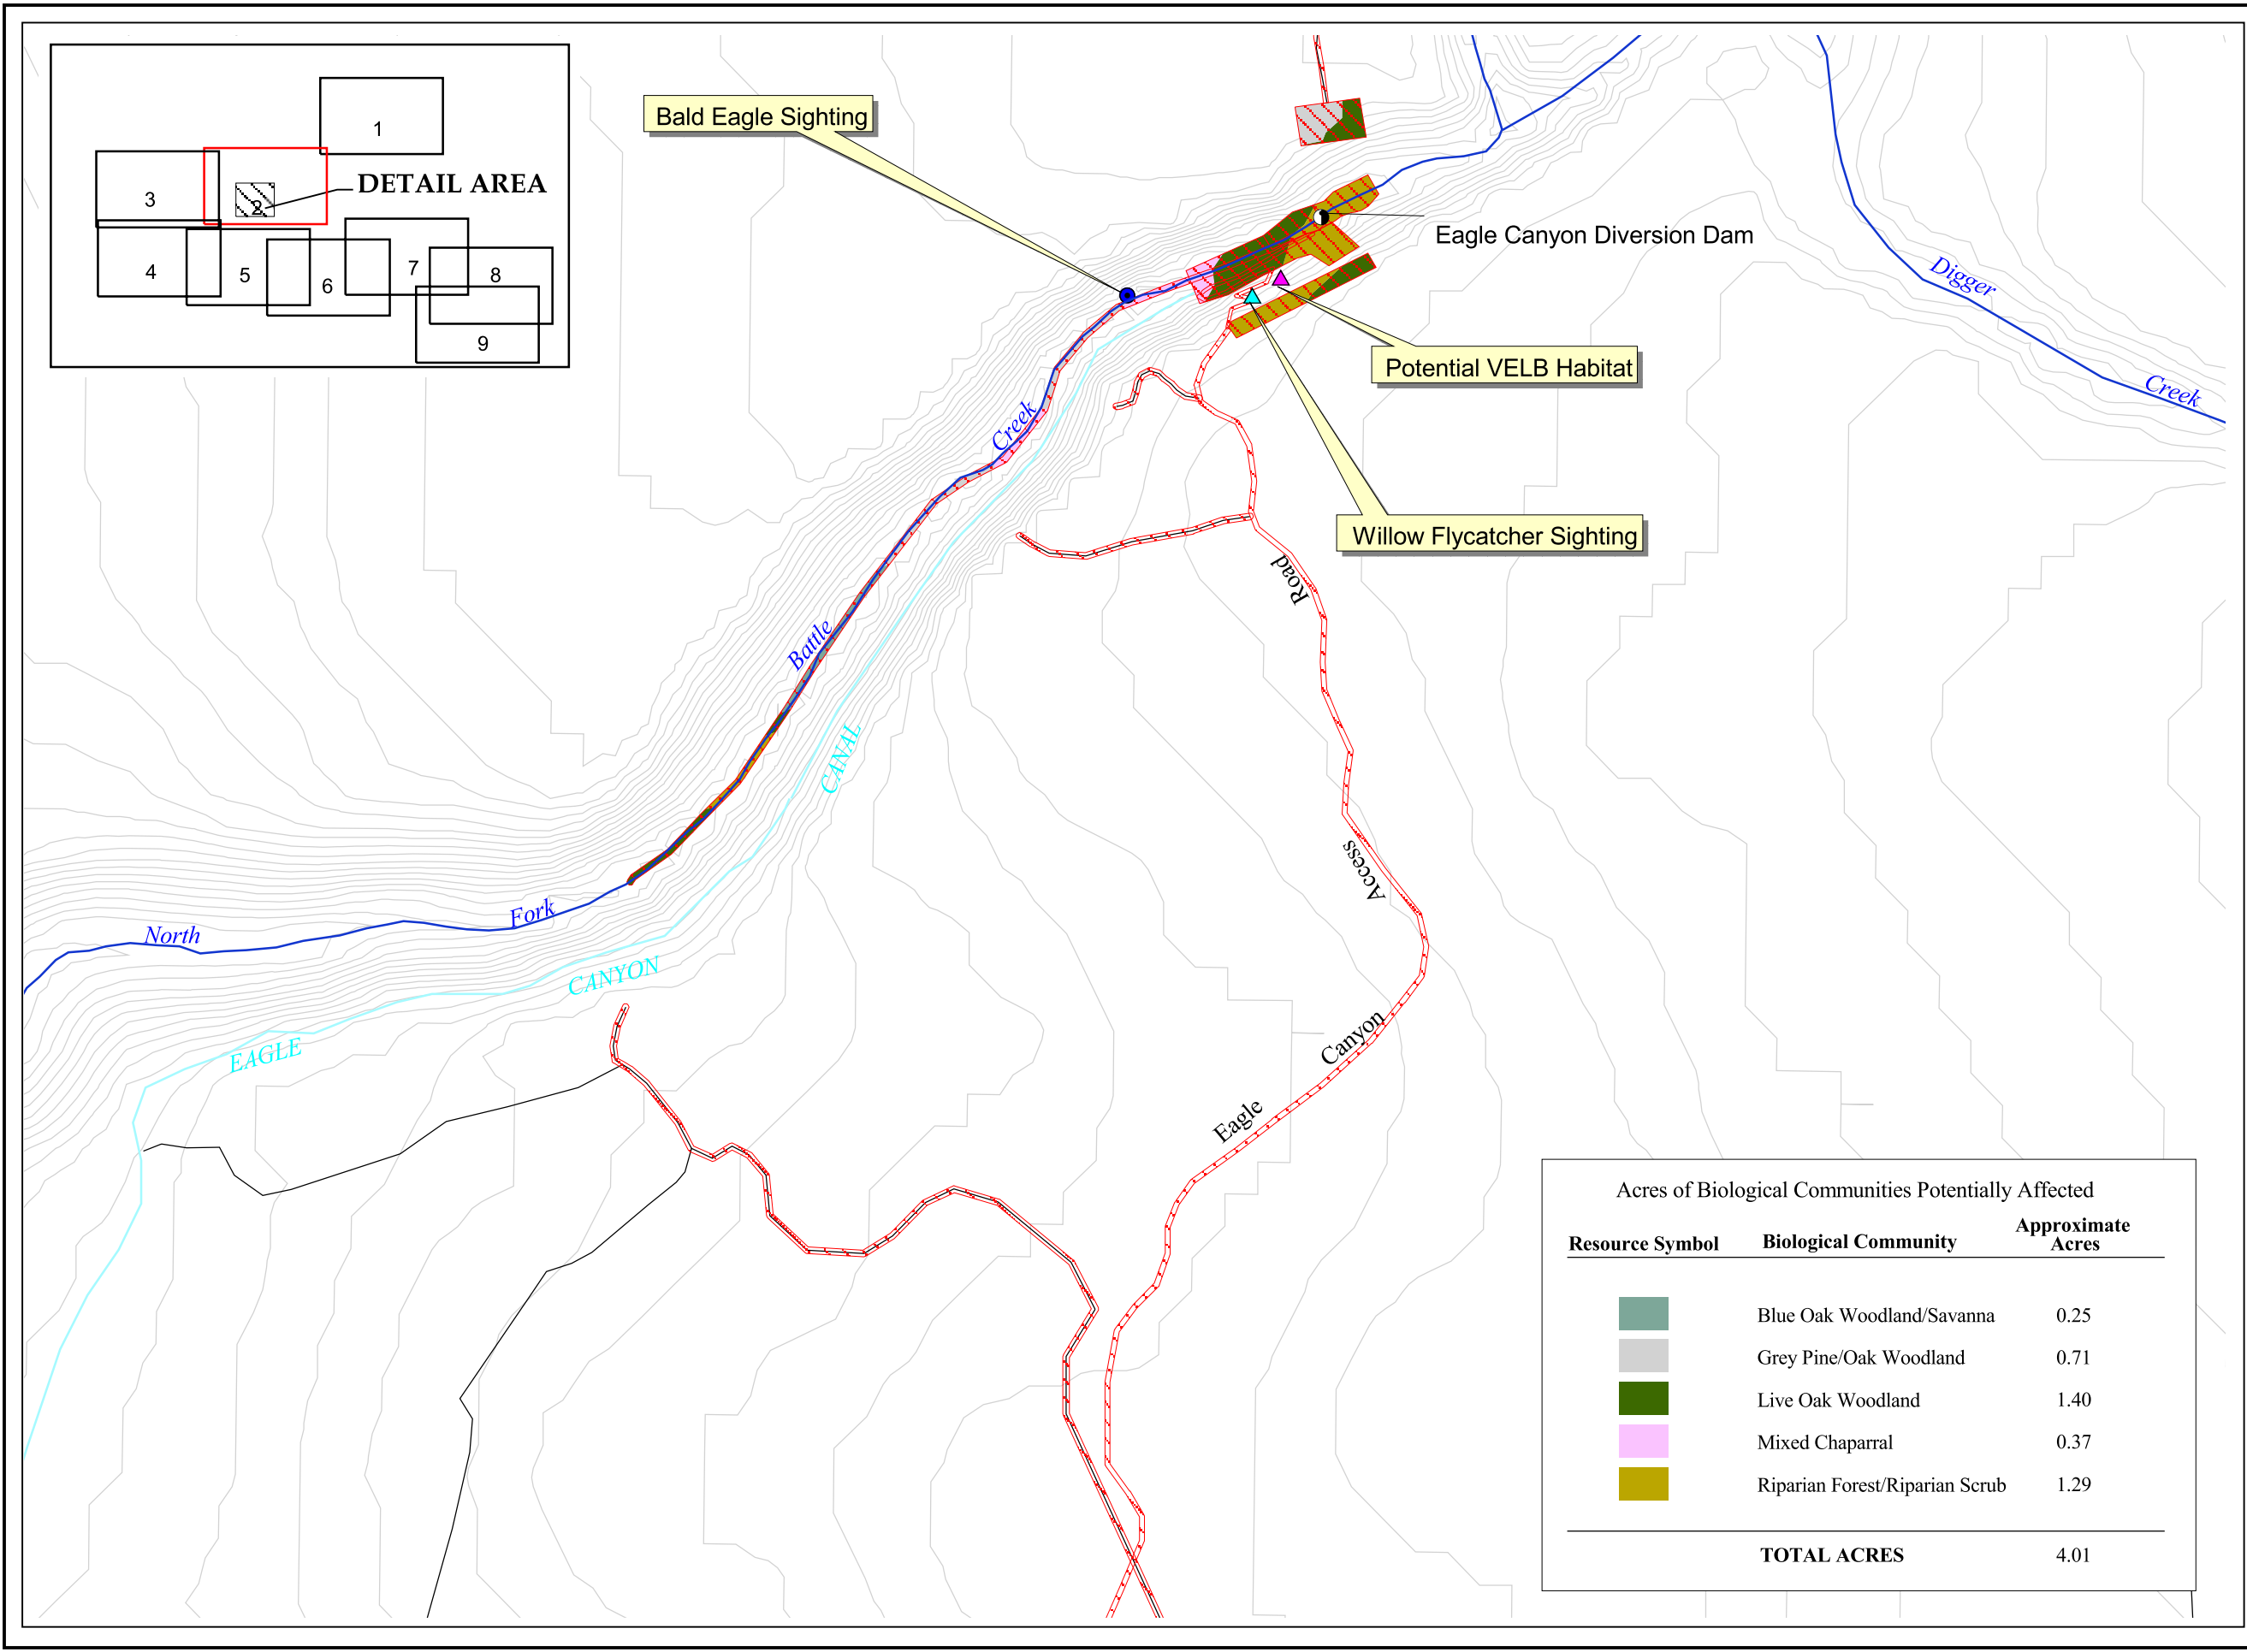 1
2
3
4
5
6
7
8
9
DETAIL AREA
Bald Eagle Sighting
Eagle Canyon Diversion Dam
Potential VELB Habitat
Willow Flycatcher Sighting
Digger
Creek
North
Fork
Battle
Creek
EAGLE
CANYON
CANAL
Eagle
Canyon
Access
Road
Acres of Biological Communities Potentially Affected
Resource Symbol Biological Community Approximate
Acres
Blue Oak Woodland/Savanna 0.25
Grey Pine/Oak Woodland 0.71
Live Oak Woodland 1.40
Mixed Chaparral 0.37
Riparian Forest/Riparian Scrub 1.29
TOTAL ACRES 4.01